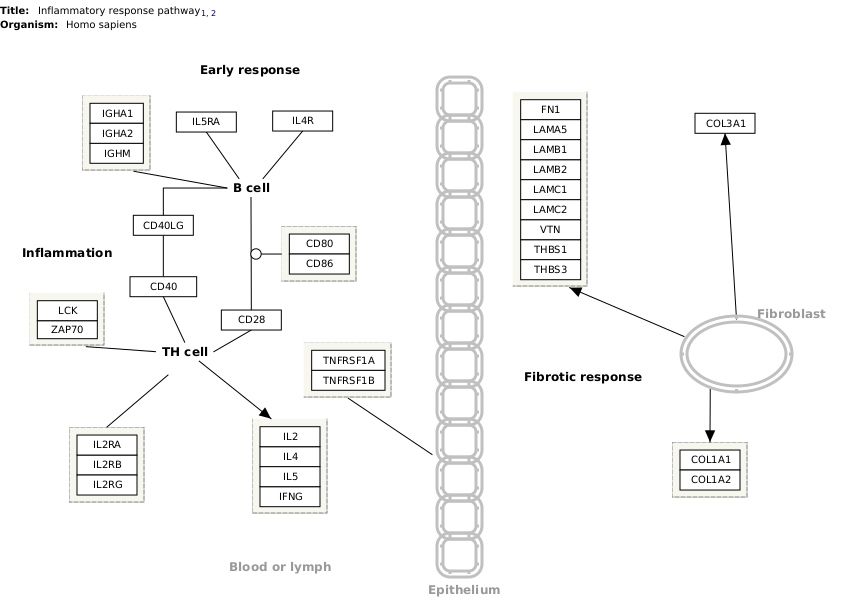 Title: Inflammatory response pathway1, 2
Organism: Homo sapiens
Early response
IGHA1
IGHA2
IGHM
IL5RA
IL4R
B cell
CD40LG
Inflammation
CD80
CD86
CD40
LCK
ZAP70
CD28
TH cell
TNFRSF1A
TNFRSF1B
IL2RA
IL2RB
IL2RG
IL2
IL4
IL5
IFNG
Blood or lymph
Epithelium
FN1
LAMA5
LAMB1
LAMB2
LAMC1
LAMC2
VTN
THBS1
THBS3
COL3A1
Fibroblast
Fibrotic response
COL1A1
COL1A2